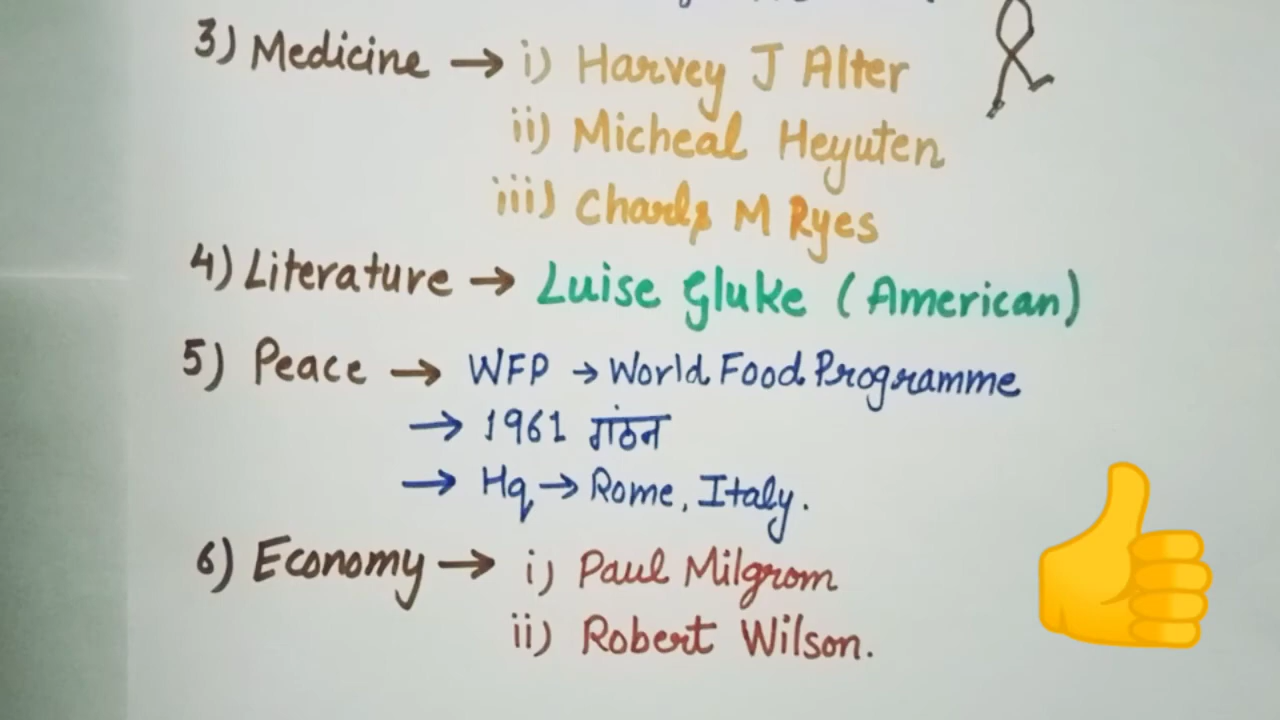 3) Medicine → i) Harvey J Alter
ii) Micheal Heyuten
iii) Charls M Ryes
4) Literature → Luise Gluke (American)
5) Peace → WFP → World Food Programme
→ 1961 गठन
→ Hq → Rome, Italy.
6) Economy → i) Paul Milgrom
ii) Robert Wilson.